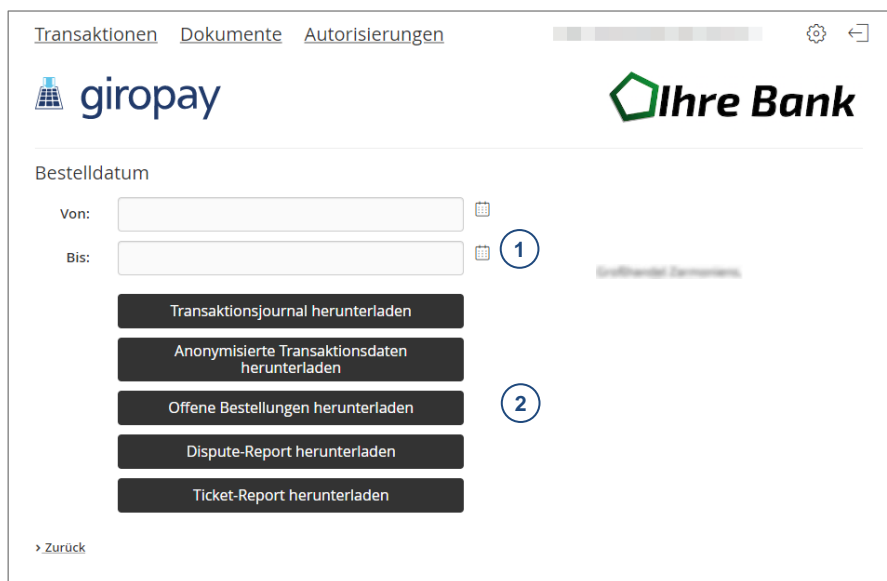 Transaktionen Dokumente Autorisierungen
giropay
Ihre Bank
Bestelldatum
Von:
Bis:
1
Transaktionsjournal herunterladen
Anonymisierte Transaktionsdaten
herunterladen
Offene Bestellungen herunterladen
2
Dispute-Report herunterladen
Ticket-Report herunterladen
> Zurück